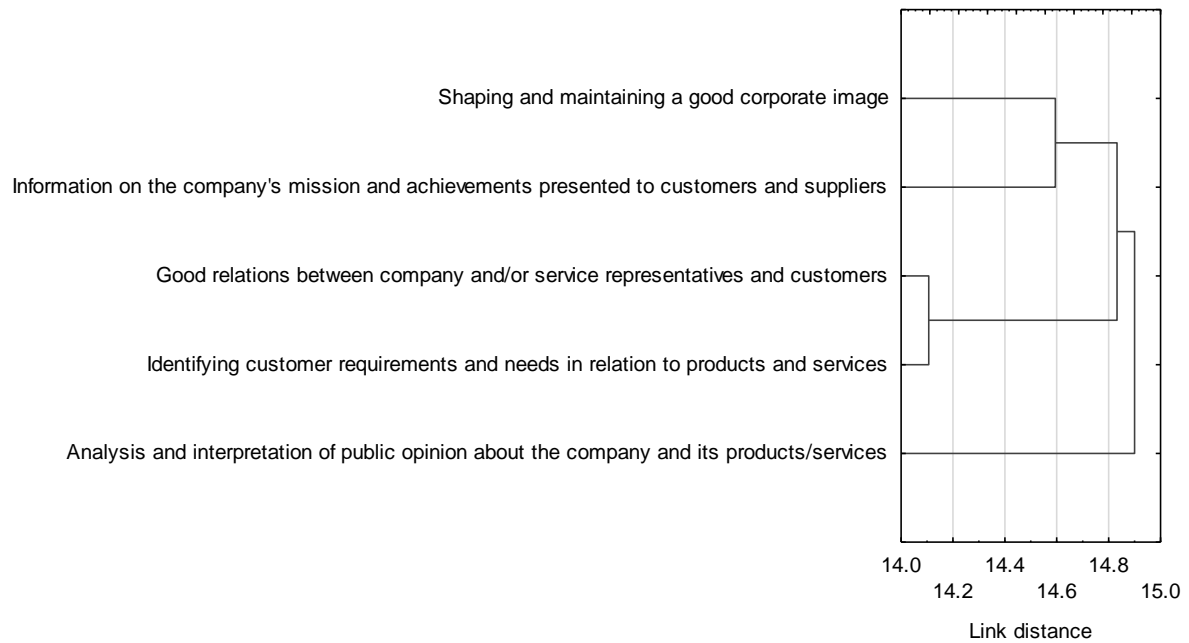 Shaping and maintaining a good corporate image
Information on the company's mission and achievements presented to customers and suppliers
Good relations between company and/or service representatives and customers
Identifying customer requirements and needs in relation to products and services
Analysis and interpretation of public opinion about the company and its products/services
14.0 14.4 14.8
14.2 14.6 15.0
Link distance